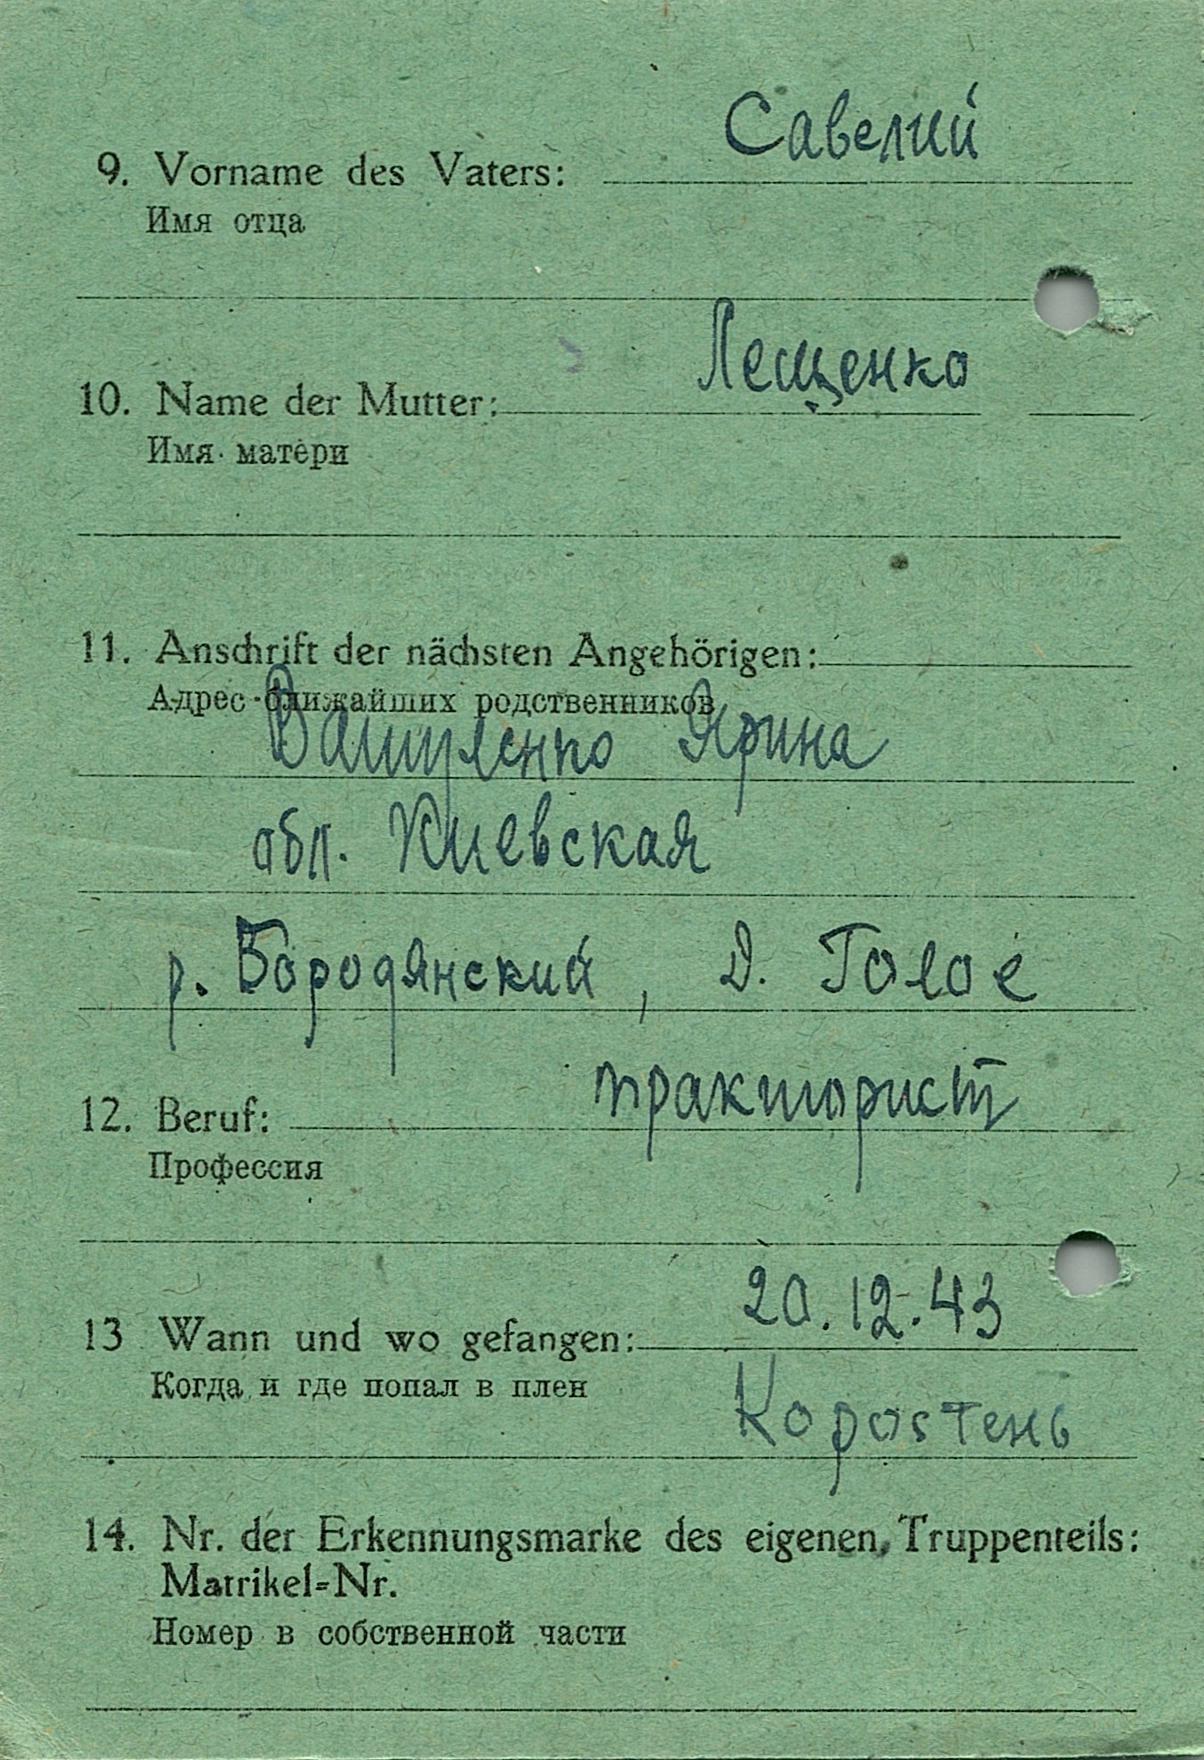 Савелий
9. Vorname des Vaters:
Имя отца
Лещенко
10. Name der Mutter:
Имя матери
11. Anschrift der nächsten Angehörigen:
Адрес ближайших родственников
Вашуленко Ярина
обл. Киевская
р. Бородянский, д. Голое
тракторист
12. Beruf:
Профессия
20.12.43
13 Wann und wo gefangen:
Когда и где попал в плен
Коростень
14. Nr. der Erkennungsmarke des eigenen Truppenteils:
Matrikel=Nr.
Номер в собственной части